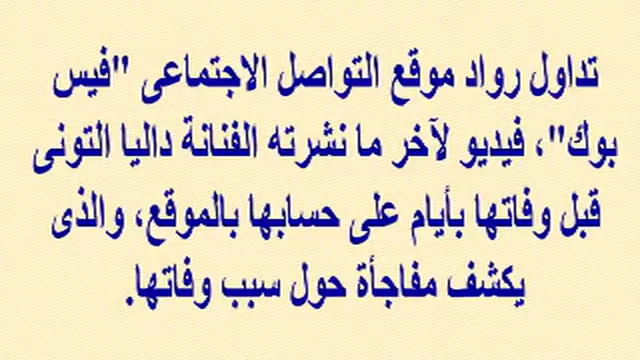 تداول رواد موقع التواصل الاجتماعى "فيس
بوك"، فيديو لآخر ما نشرته الفنانة داليا التونى
قبل وفاتها بأيام على حسابها بالموقع، والذى
يكشف مفاجأة حول سبب وفاتها.